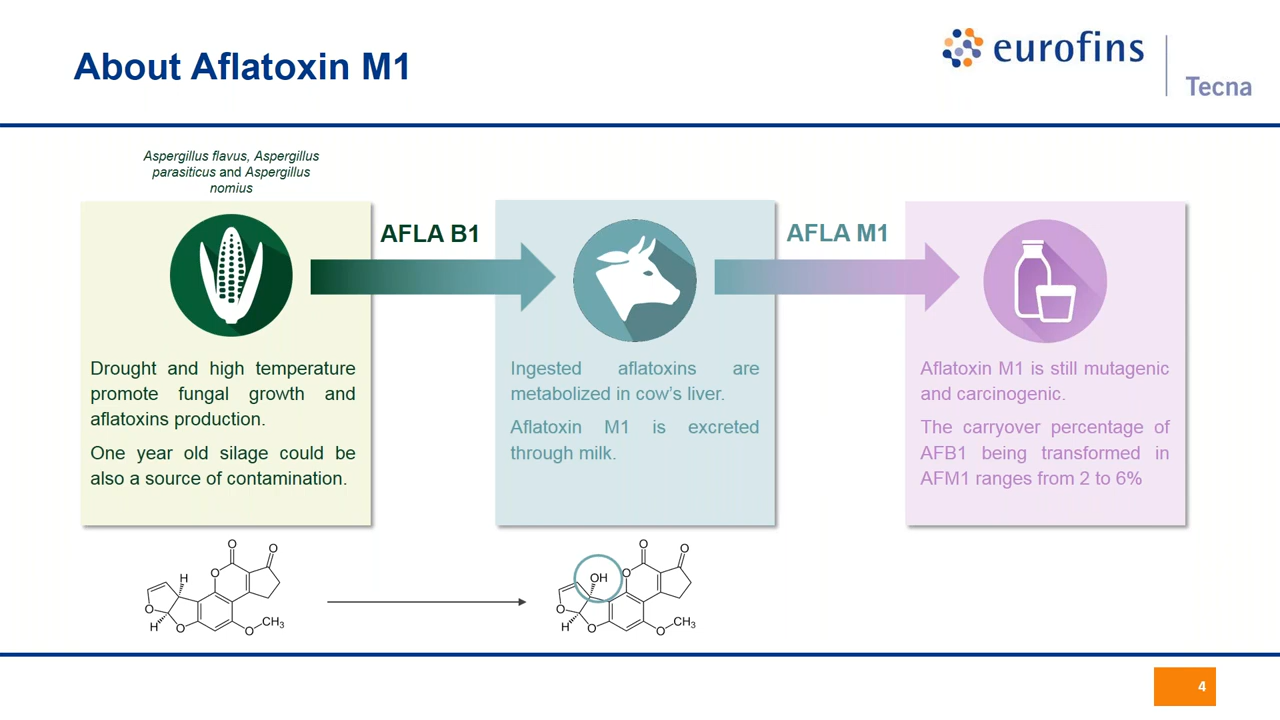 About Aflatoxin M1
eurofins
Tecna
Aspergillus flavus, Aspergillus
parasiticus and Aspergillus
nomius
AFLA B1
AFLA M1
Drought and high temperature
promote fungal growth and
aflatoxins production.
One year old silage could be
also a source of contamination.
Ingested aflatoxins are
metabolized in cow's liver.
Aflatoxin M1 is excreted
through milk.
Aflatoxin M1 is still mutagenic
and carcinogenic.
The carryover percentage of
AFB1 being transformed in
AFM1 ranges from 2 to 6%
O O
H O
O
H O O CH3
O O
OH O
O
H O O CH3
4